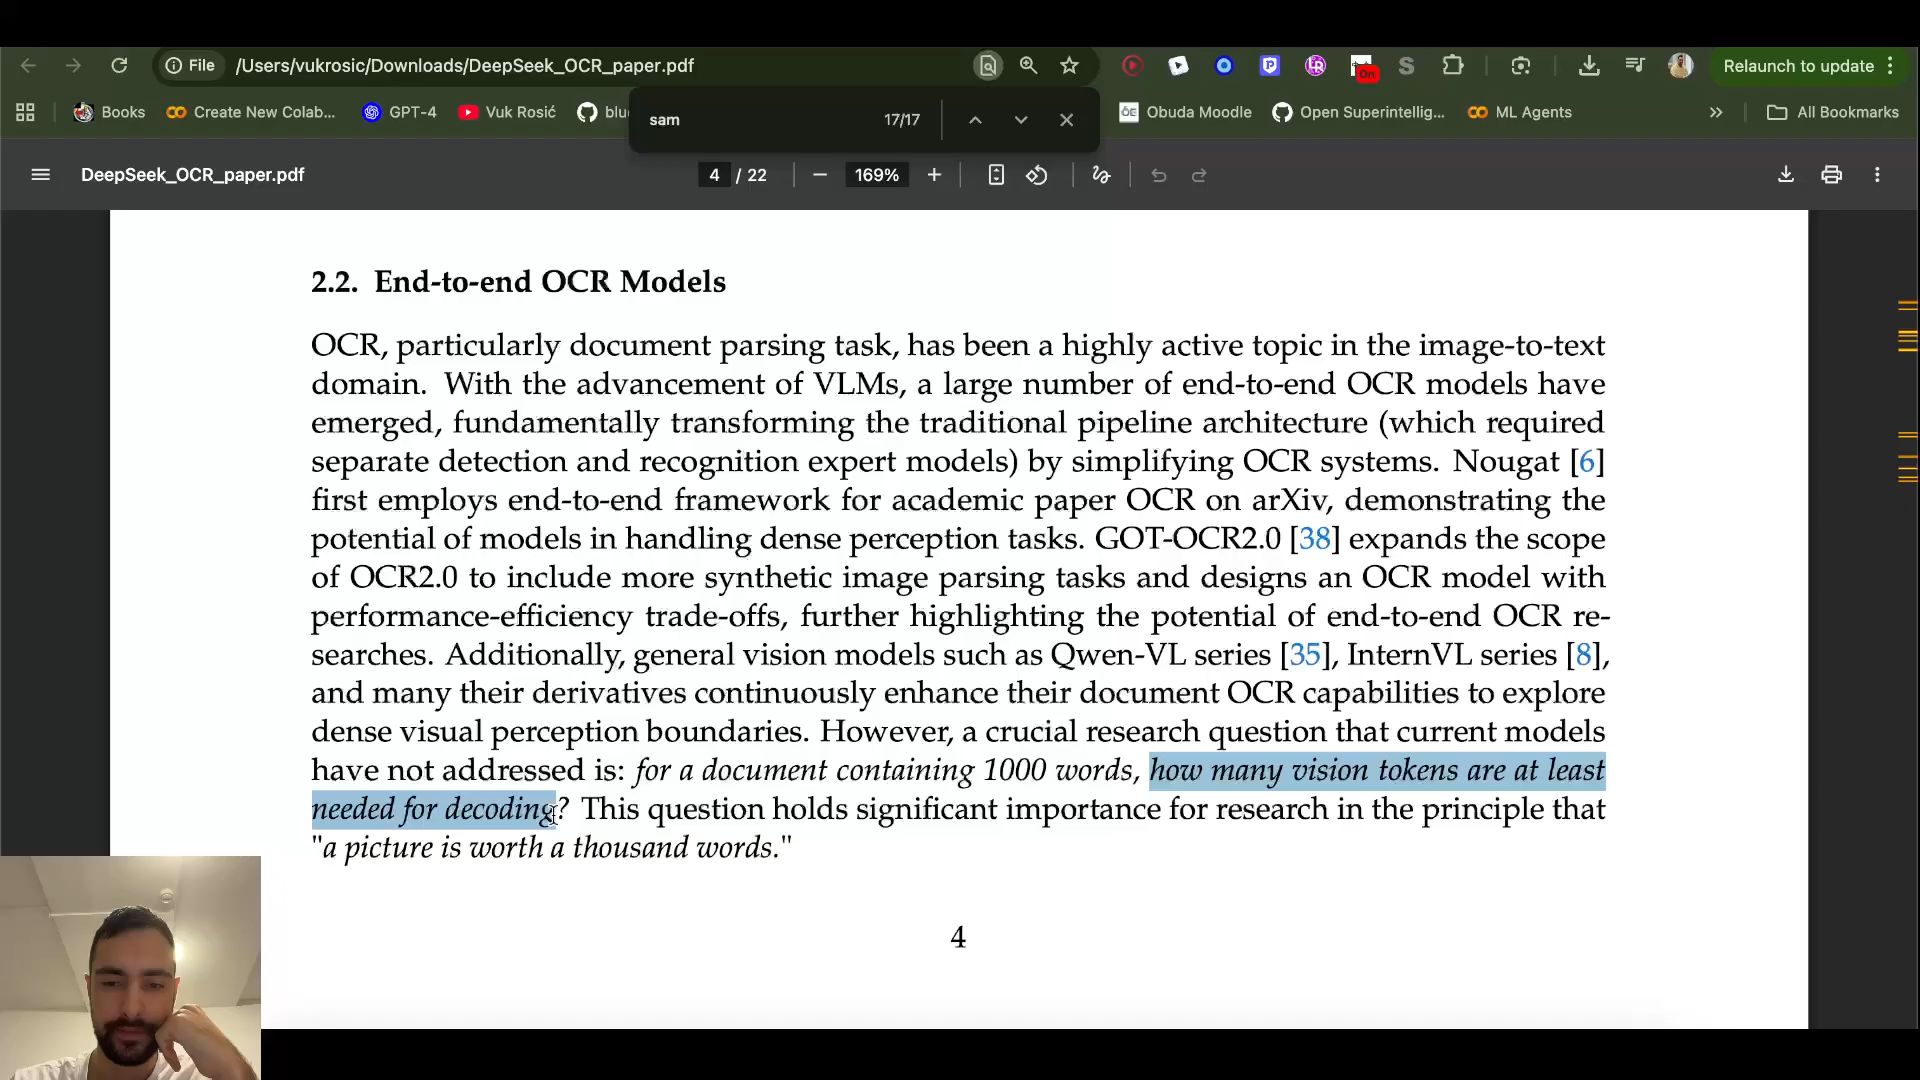 File
/Users/vukrosic/Downloads/DeepSeek_OCR_paper.pdf
On
S
Relaunch to update
Books
Create New Colab...
GPT-4
Vuk Rosić
blu
sam
17/17
Obuda Moodle
Open Superintellig...
ML Agents
All Bookmarks
DeepSeek_OCR_paper.pdf
4 / 22
169%
2.2. End-to-end OCR Models
OCR, particularly document parsing task, has been a highly active topic in the image-to-text
domain. With the advancement of VLMs, a large number of end-to-end OCR models have
emerged, fundamentally transforming the traditional pipeline architecture (which required
separate detection and recognition expert models) by simplifying OCR systems. Nougat [6]
first employs end-to-end framework for academic paper OCR on arXiv, demonstrating the
potential of models in handling dense perception tasks. GOT-OCR2.0 [38] expands the scope
of OCR2.0 to include more synthetic image parsing tasks and designs an OCR model with
performance-efficiency trade-offs, further highlighting the potential of end-to-end OCR re-
searches. Additionally, general vision models such as Qwen-VL series [35], InternVL series [8],
and many their derivatives continuously enhance their document OCR capabilities to explore
dense visual perception boundaries. However, a crucial research question that current models
have not addressed is: for a document containing 1000 words, how many vision tokens are at least
needed for decoding? This question holds significant importance for research in the principle that
"a picture is worth a thousand words."
4